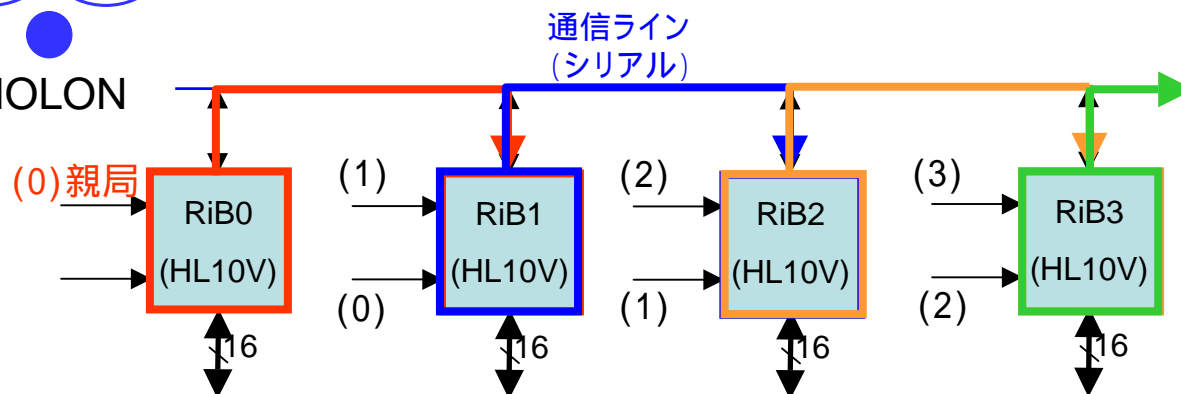 通信ライン
(シリアル)
HOLON
(0)親局
RiB0
(HL10V)
16
(1)
(0)
RiB1
(HL10V)
16
(2)
(1)
RiB2
(HL10V)
16
(3)
(2)
RiB3
(HL10V)
16